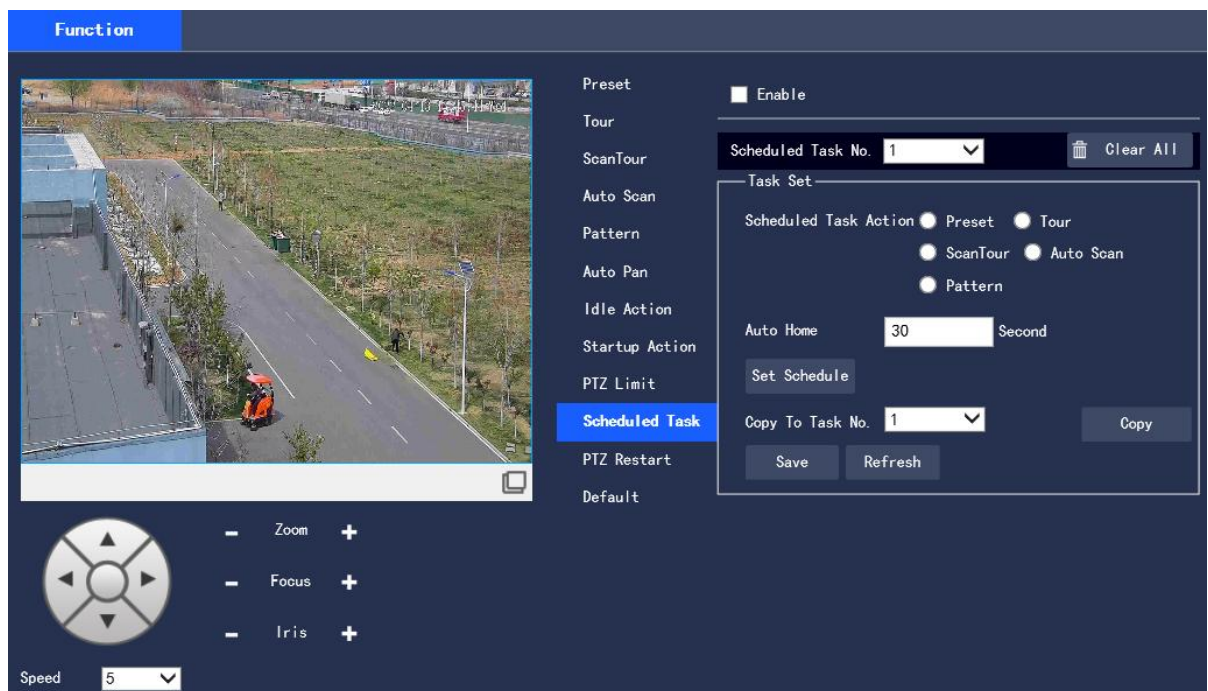 Function
Preset
Tour
ScanTour
Auto Scan
Pattern
Auto Pan
Idle Action
Startup Action
PTZ Limit
Scheduled Task
PTZ Restart
Default
Enable
Scheduled Task No. 1
Clear All
Task Set
Scheduled Task Action Preset Tour
ScanTour Auto Scan
Pattern
Auto Home 30 Second
Set Schedule
Copy To Task No. 1 Copy
Save Refresh
- Zoom +
- Focus +
- Iris +
Speed 5